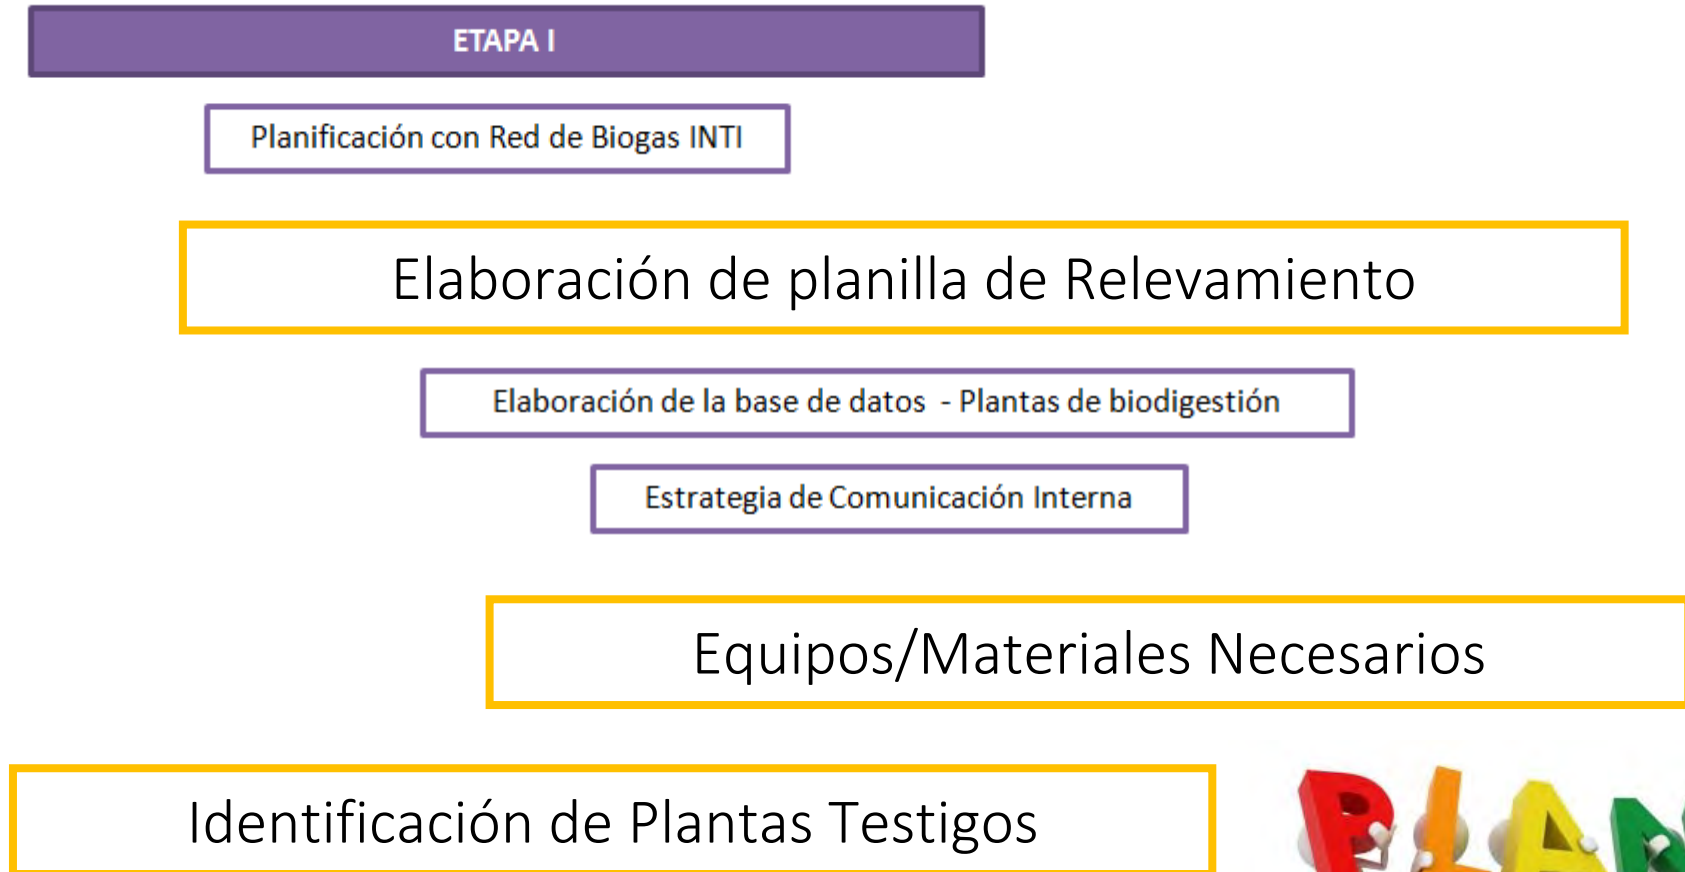 ETAPA I
Planificación con Red de Biogas INTI
Elaboración de planilla de Relevamiento
Elaboración de la base de datos - Plantas de biodigestión
Estrategia de Comunicación Interna
Equipos/Materiales Necesarios
Identificación de Plantas Testigos
PLAN